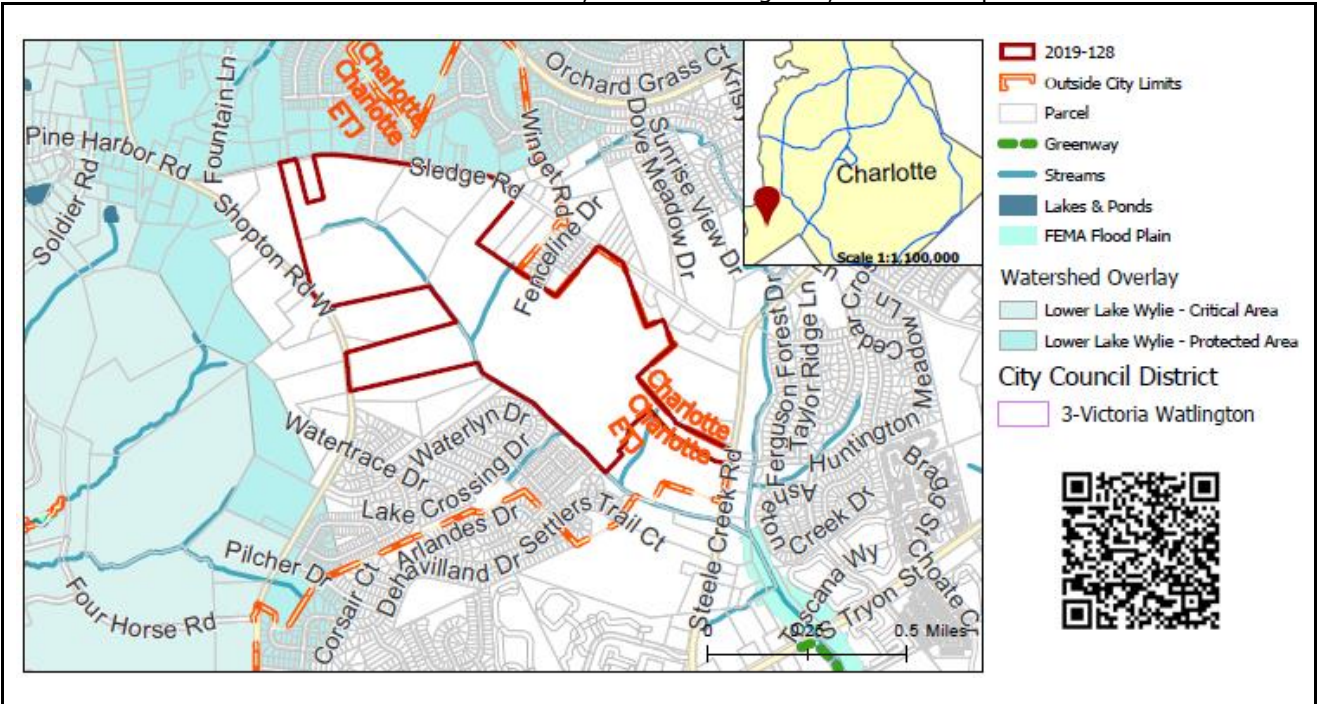 Charlotte
Charlotte
ETJ
Orchard Grass Ct
Fountain Ln
Pine Harbor Rd
Soldier Rd
Shopton Rd W
Sledge Rd
Winget Rd
Fenceline Dr
Dove Meadow Dr
Sunrise View Dr
Charlotte
Scale 1:1,100,000
Ferguson Forest Dr
Taylor Ridge Ln
Meadow
Huntington
Charlotte
Charlotte
ETJ
Watertrace Dr
Waterlyn Dr
Lake Crossing Dr
Arlandes Dr
Settlers Trail Ct
Dehavilland Dr
Pilcher Dr
Corsair Ct
Four Horse Rd
Steele Creek Rd
Creek Dr
S Tryon St
Choate
0
0.5 Miles
2019-128
Outside City Limits
Parcel
Greenway
Streams
Lakes & Ponds
FEMA Flood Plain
Watershed Overlay
Lower Lake Wylie - Critical Area
Lower Lake Wylie - Protected Area
City Council District
3-Victoria Watlington